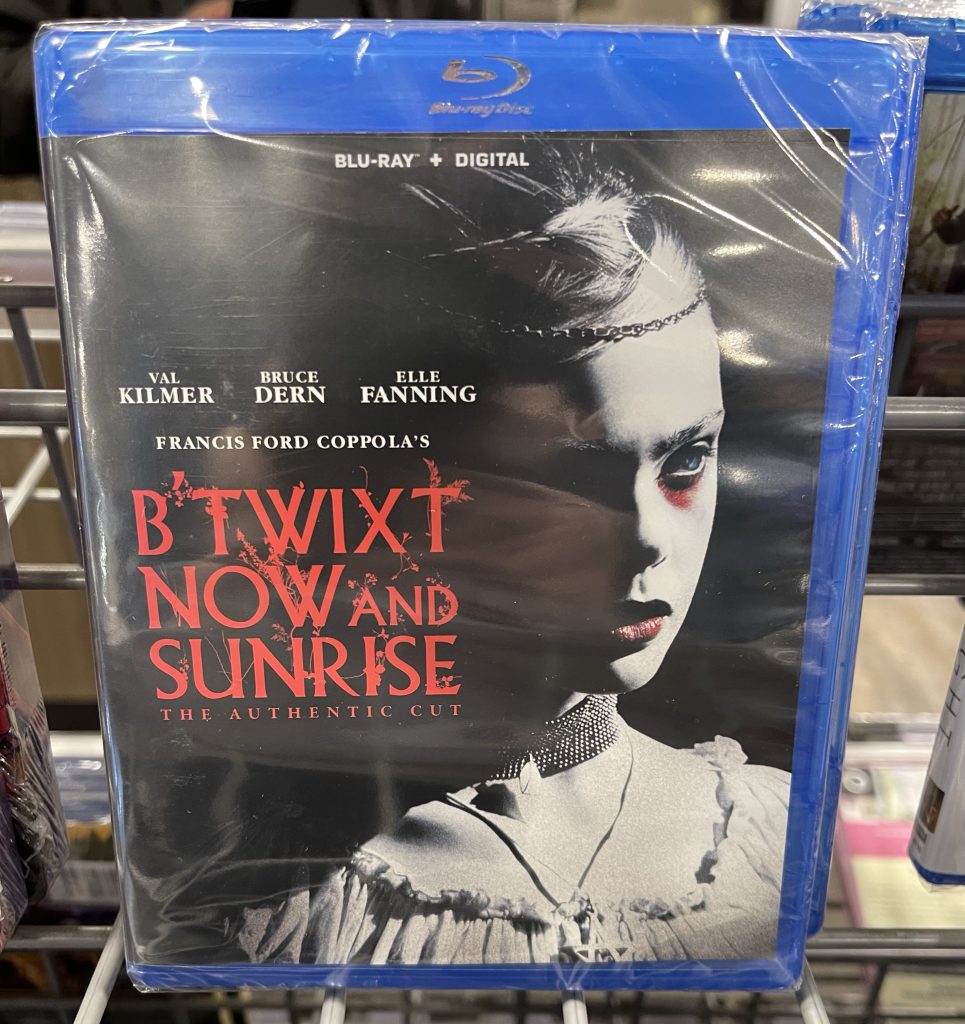 Blu-ray Disc
BLU-RAY™ + DIGITAL
VAL KILMER
BRUCE DERN
ELLE FANNING
FRANCIS FORD COPPOLA'S
B'TWIXT
NOW AND
SUNRISE
THE AUTHENTIC CUT